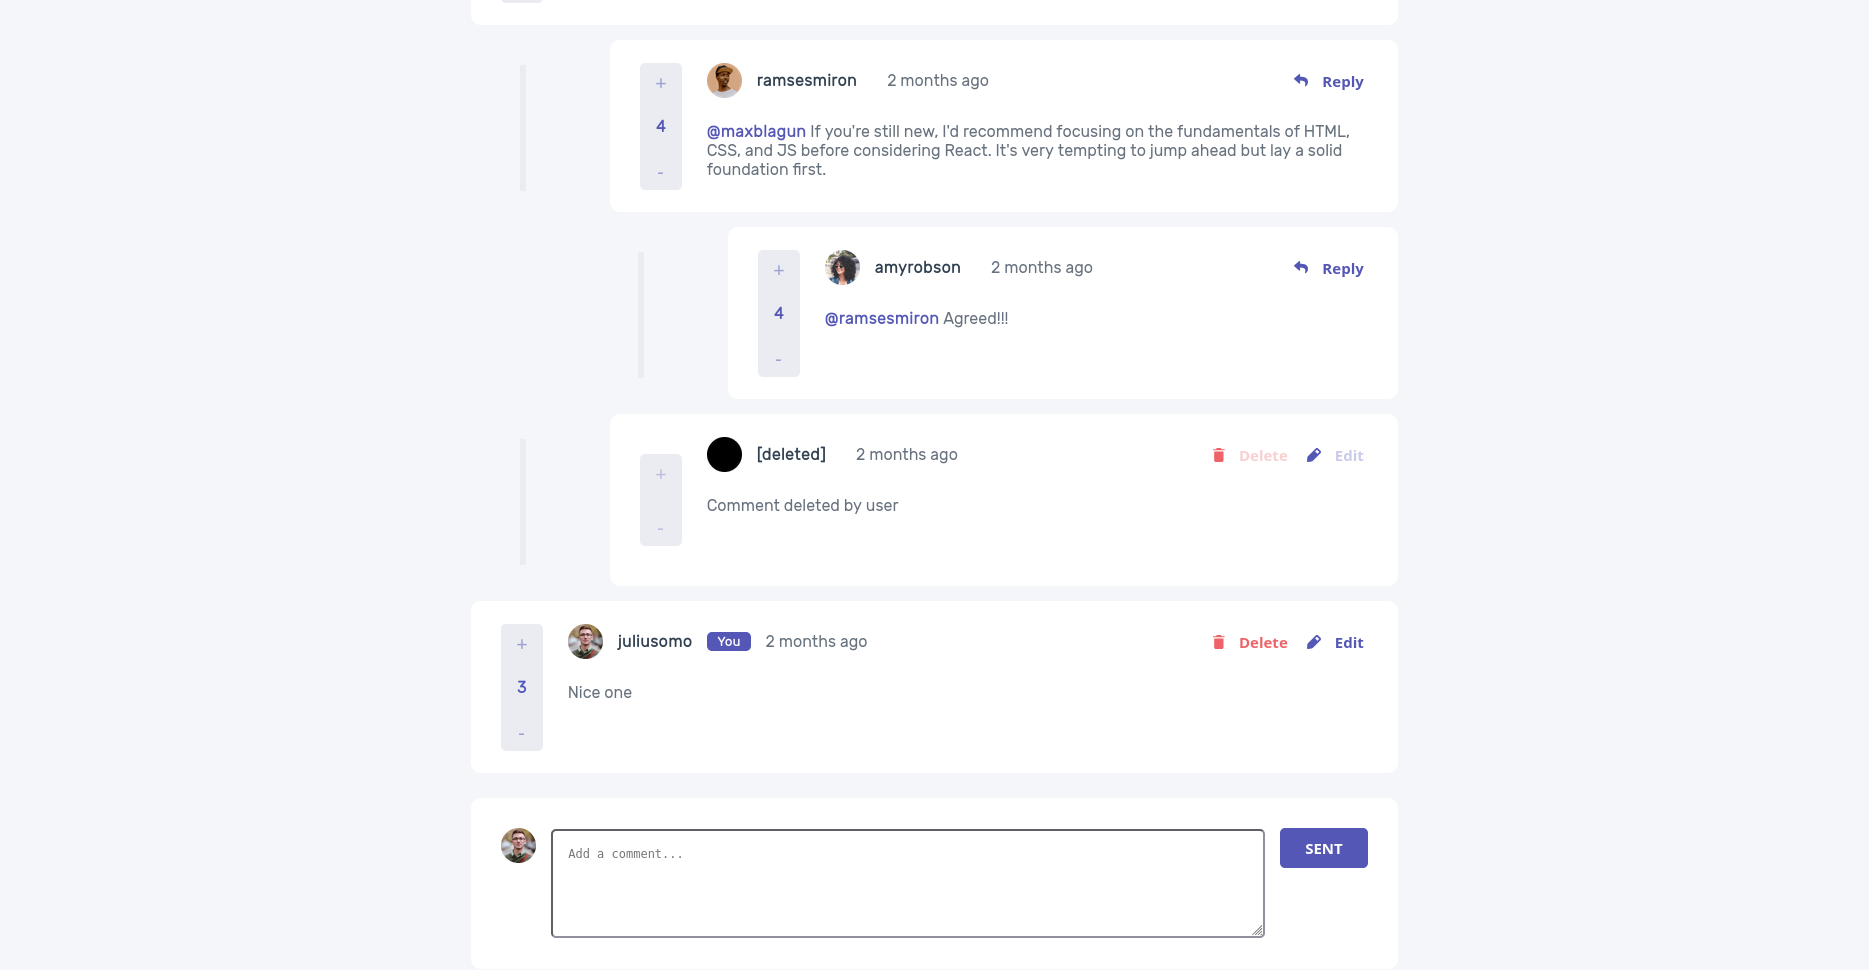 ramsesmiron 2 months ago Reply
+
4
-
@maxblagun If you're still new, I'd recommend focusing on the fundamentals of HTML,
CSS, and JS before considering React. It's very tempting to jump ahead but lay a solid
foundation first.
amyrobson 2 months ago Reply
+
4
-
@ramsesmiron Agreed!!!
[deleted] 2 months ago Delete Edit
+
-
Comment deleted by user
juliusomo You 2 months ago Delete Edit
+
3
-
Nice one
Add a comment...
SENT